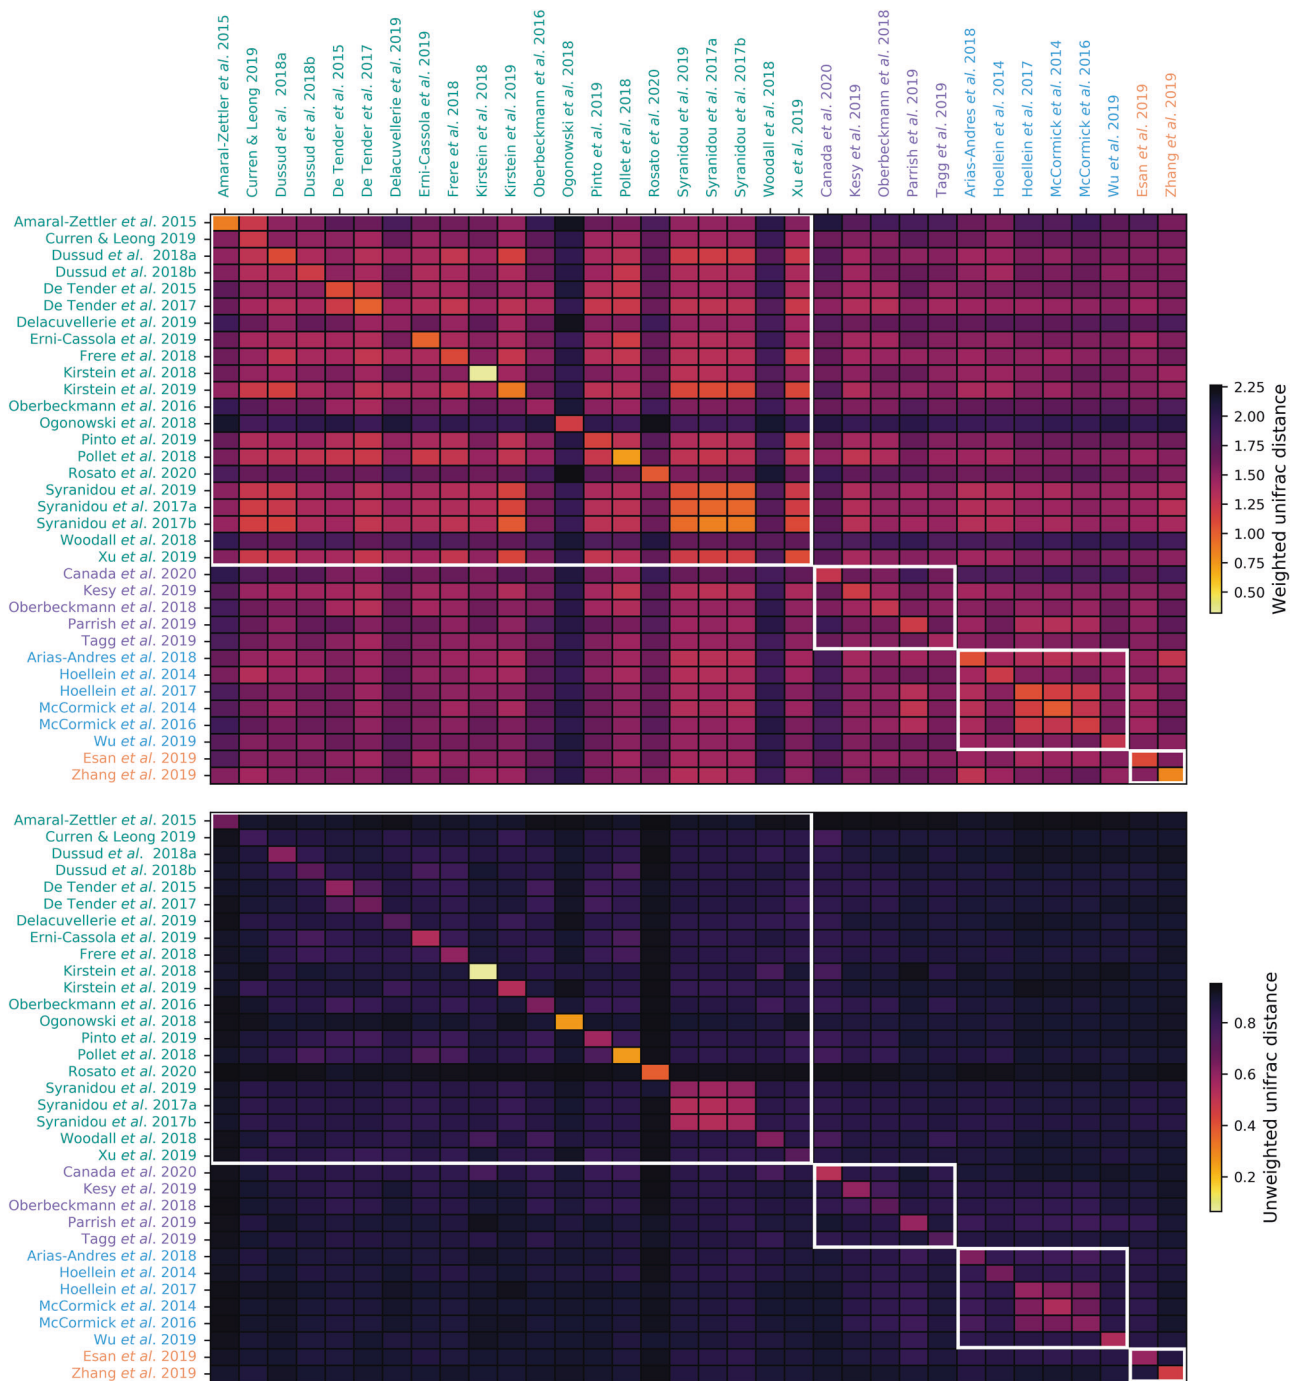 Amaral-Zettler et al. 2015
Curren & Leong 2019
Dussud et al. 2018a
Dussud et al. 2018b
De Tender et al. 2015
De Tender et al. 2017
Delacuvellerie et al. 2019
Erni-Cassola et al. 2019
Frere et al. 2018
Kirstein et al. 2018
Kirstein et al. 2019
Oberbeckmann et al. 2016
Ogonowski et al. 2018
Pinto et al. 2019
Pollet et al. 2018
Rosato et al. 2020
Syranidou et al. 2019
Syranidou et al. 2017a
Syranidou et al. 2017b
Woodall et al. 2018
Xu et al. 2019
Canada et al. 2020
Kesy et al. 2019
Oberbeckmann et al. 2018
Parrish et al. 2019
Tagg et al. 2019
Arias-Andres et al. 2018
Hoellein et al. 2014
Hoellein et al. 2017
McCormick et al. 2014
McCormick et al. 2016
Wu et al. 2019
Esan et al. 2019
Zhang et al. 2019
Amaral-Zettler et al. 2015
Curren & Leong 2019
Dussud et al. 2018a
Dussud et al. 2018b
De Tender et al. 2015
De Tender et al. 2017
Delacuvellerie et al. 2019
Erni-Cassola et al. 2019
Frere et al. 2018
Kirstein et al. 2018
Kirstein et al. 2019
Oberbeckmann et al. 2016
Ogonowski et al. 2018
Pinto et al. 2019
Pollet et al. 2018
Rosato et al. 2020
Syranidou et al. 2019
Syranidou et al. 2017a
Syranidou et al. 2017b
Woodall et al. 2018
Xu et al. 2019
Canada et al. 2020
Kesy et al. 2019
Oberbeckmann et al. 2018
Parrish et al. 2019
Tagg et al. 2019
Arias-Andres et al. 2018
Hoellein et al. 2014
Hoellein et al. 2017
McCormick et al. 2014
McCormick et al. 2016
Wu et al. 2019
Esan et al. 2019
Zhang et al. 2019
2.25
2.00
1.75
1.50
1.25
1.00
0.75
0.50
Weighted unifrac distance
Amaral-Zettler et al. 2015
Curren & Leong 2019
Dussud et al. 2018a
Dussud et al. 2018b
De Tender et al. 2015
De Tender et al. 2017
Delacuvellerie et al. 2019
Erni-Cassola et al. 2019
Frere et al. 2018
Kirstein et al. 2018
Kirstein et al. 2019
Oberbeckmann et al. 2016
Ogonowski et al. 2018
Pinto et al. 2019
Pollet et al. 2018
Rosato et al. 2020
Syranidou et al. 2019
Syranidou et al. 2017a
Syranidou et al. 2017b
Woodall et al. 2018
Xu et al. 2019
Canada et al. 2020
Kesy et al. 2019
Oberbeckmann et al. 2018
Parrish et al. 2019
Tagg et al. 2019
Arias-Andres et al. 2018
Hoellein et al. 2014
Hoellein et al. 2017
McCormick et al. 2014
McCormick et al. 2016
Wu et al. 2019
Esan et al. 2019
Zhang et al. 2019
0.8
0.6
0.4
0.2
Unweighted unifrac distance